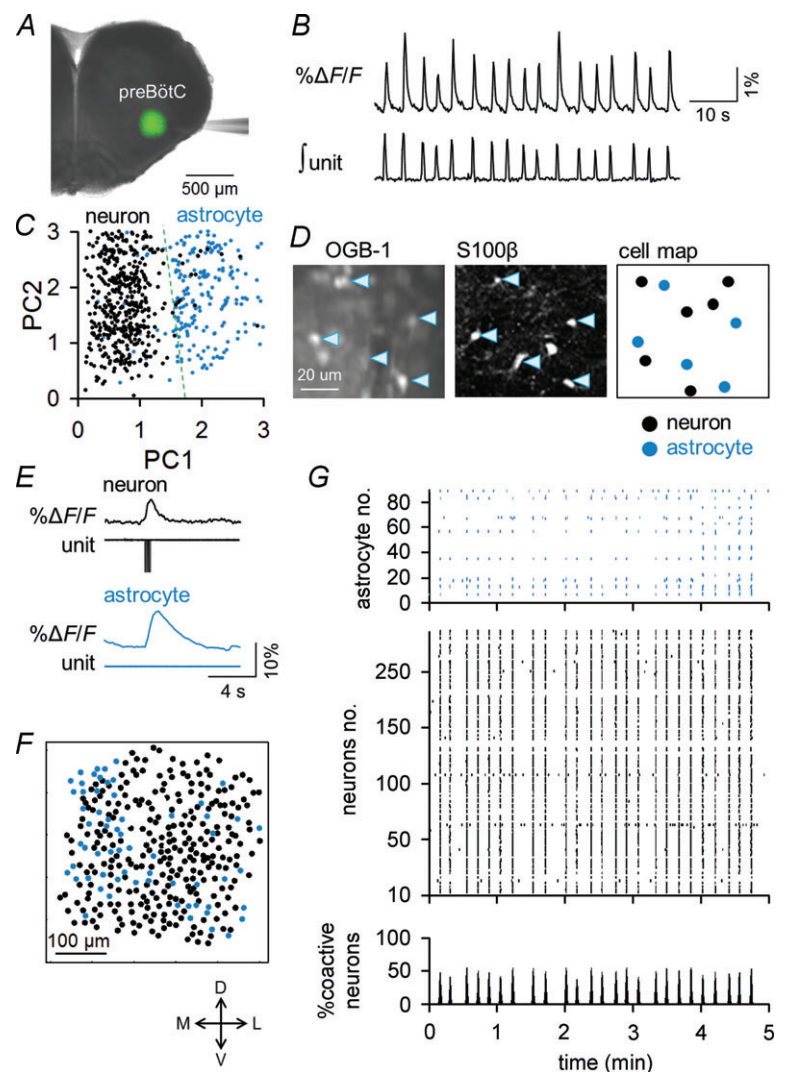 A
preBötC
500 µm
B
%ΔF/F
1%
10 s
∫unit
C
neuron astrocyte
3
2
1
0
PC2
0 1 2 3
PC1
D
OGB-1 S100β cell map
20 um
neuron
astrocyte
E
neuron
%ΔF/F
unit
astrocyte
%ΔF/F
unit
10%
4 s
F
100 µm
D
M L
V
G
astrocyte no.
80
60
40
20
0
neurons no.
250
150
100
50
10
%coactive
neurons
100
50
0
0 1 2 3 4 5
time (min)